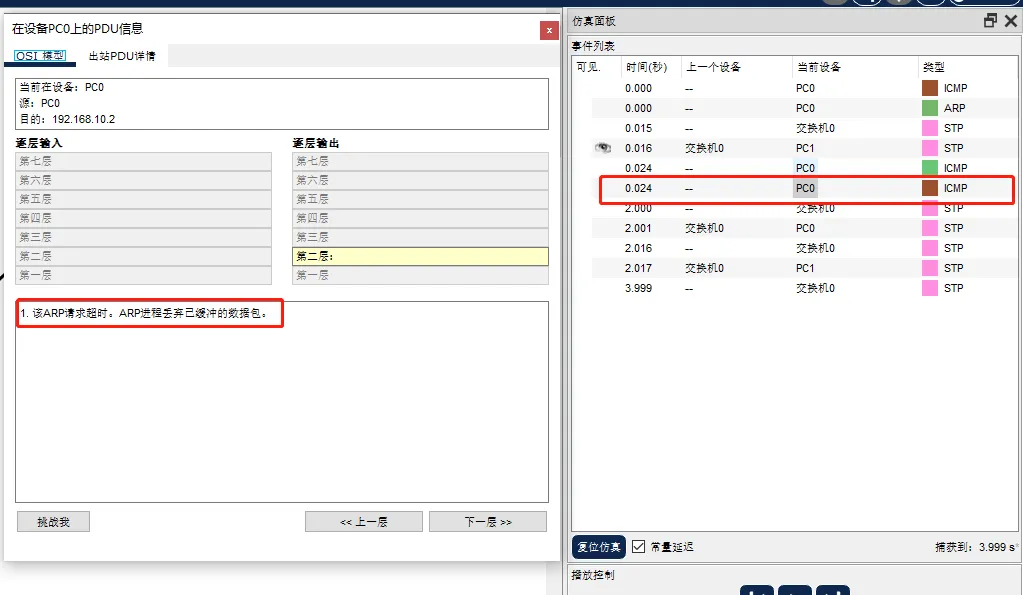 在设备PC0上的PDU信息
OSI 模型 出站PDU详情
当前在设备：PC0
源：PC0
目的：192.168.10.2
逐层输入 逐层输出
第七层 第七层
第六层 第六层
第五层 第五层
第四层 第四层
第三层 第三层
第二层 第二层：
第一层 第一层
1. 该ARP请求超时。ARP进程丢弃已缓冲的数据包。
挑战我 << 上一层 下一层 >>
仿真面板
事件列表
可见. 时间(秒) 上一个设备 当前设备 类型
0.000 -- PC0 ICMP
0.000 -- PC0 ARP
0.015 -- 交换机0 STP
0.016 交换机0 PC1 STP
0.024 -- PC0 ICMP
0.024 -- PC0 ICMP
2.000 -- 交换机0 STP
2.001 交换机0 PC0 STP
2.016 -- 交换机0 STP
2.017 交换机0 PC1 STP
3.999 -- 交换机0 STP
复位仿真 常量延迟 捕获到：3.999 s
播放控制